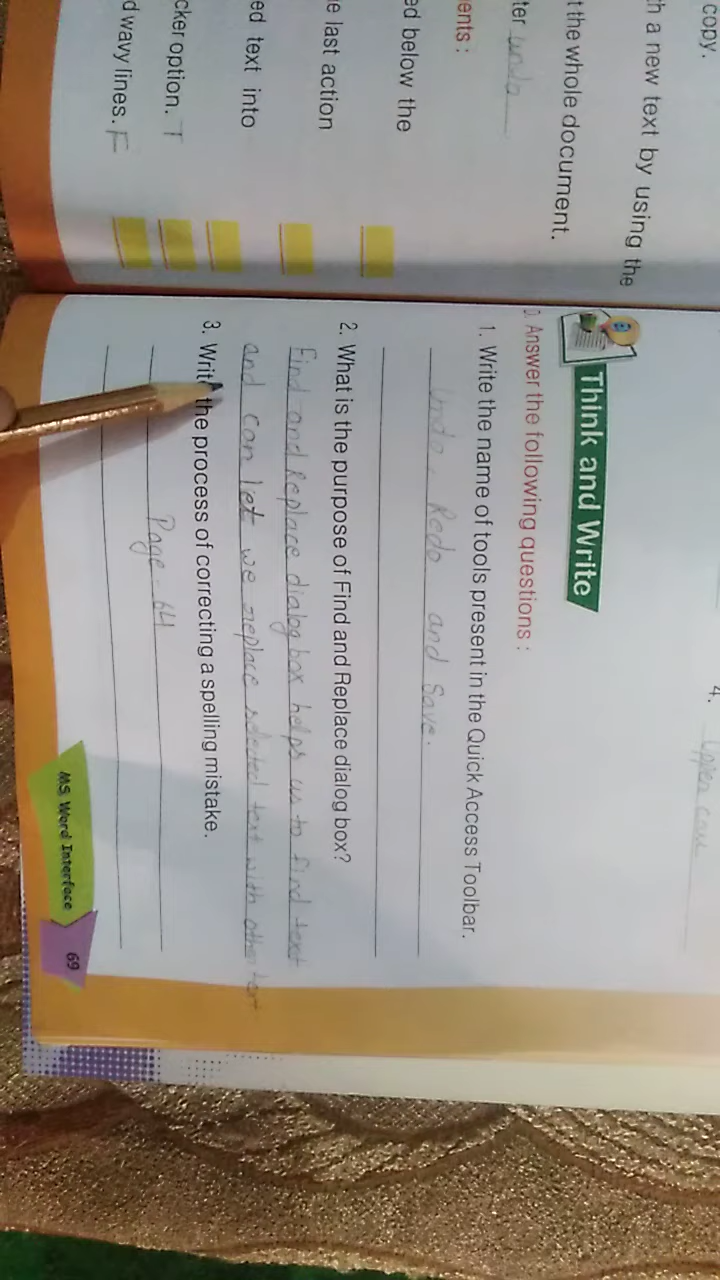 copy.
h a new text by using the
t the whole document.
ter undo
ents :
ed below the
e last action
ed text into
cker option. T
d wavy lines. F
4. Upper case
Think and Write
D. Answer the following questions :
1. Write the name of tools present in the Quick Access Toolbar.
Undo, Redo and Save.
2. What is the purpose of Find and Replace dialog box?
Find and Replace dialog box helps us to find text
and can let we replace selected text with other text
3. Write the process of correcting a spelling mistake.
Page - 64
MS Word Interface
69